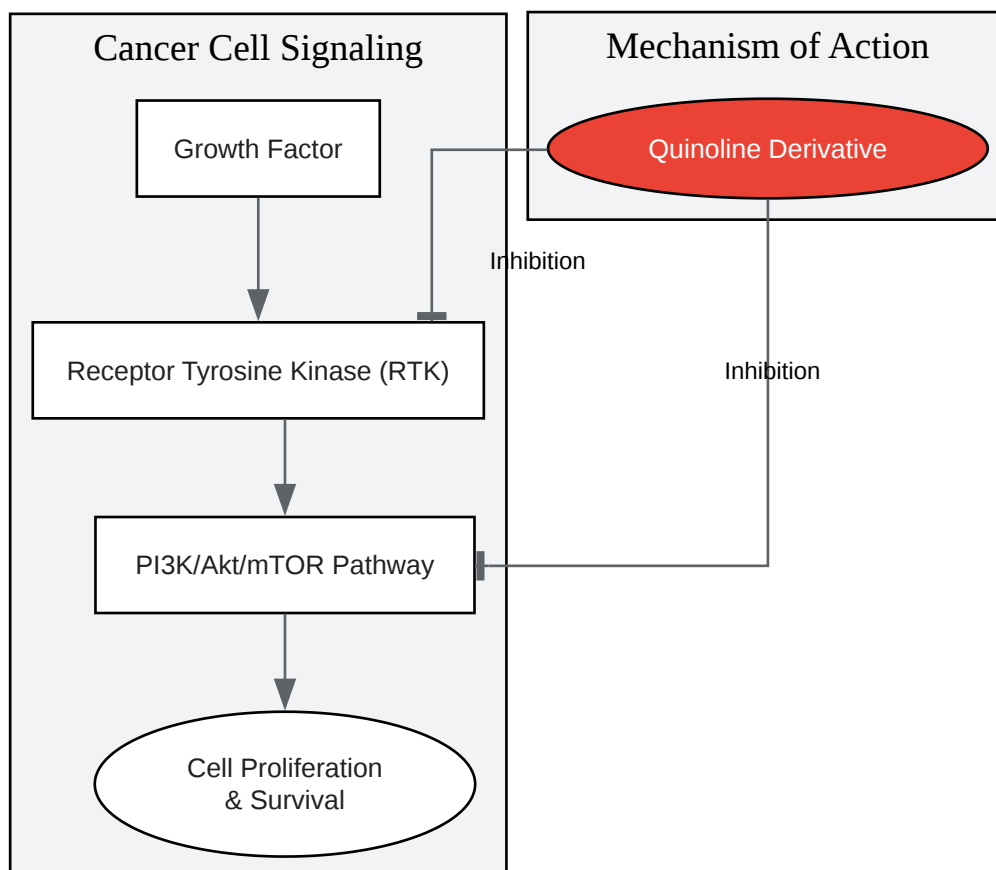 Cancer Cell Signaling
Growth Factor
Receptor Tyrosine Kinase (RTK)
PI3K/Akt/mTOR Pathway
Cell Proliferation
& Survival
Mechanism of Action
Quinoline Derivative
Inhibition
Inhibition